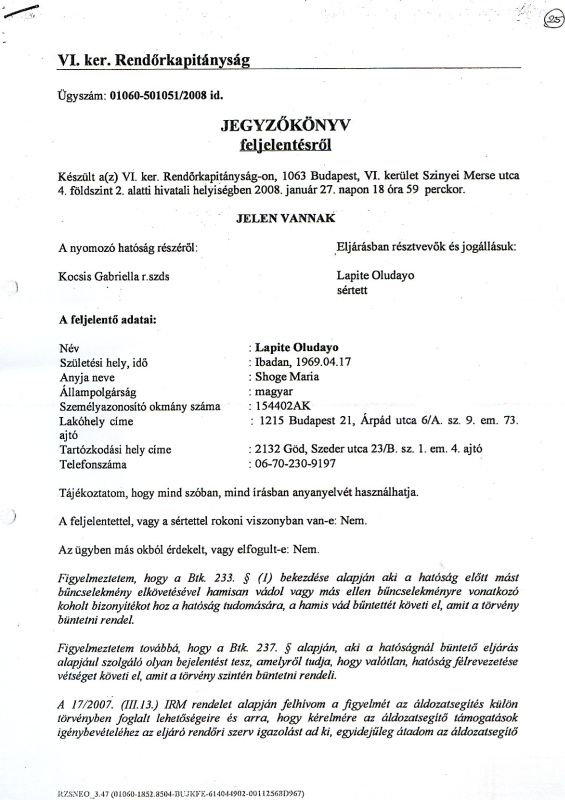 25
VI. ker. Rendőrkapitányság
Ügyszám: 01060-501051/2008 id.
JEGYZŐKÖNYV
feljelentésről
Készült a(z) VI. ker. Rendőrkapitányság-on, 1063 Budapest, VI. kerület Szinyei Merse utca
4. földszint 2. alatti hivatali helyiségben 2008. január 27. napon 18 óra 59 perckor.
JELEN VANNAK
A nyomozó hatóság részéről:
Eljárásban résztvevők és jogállásuk:
Kocsis Gabriella r.szds
Lapite Oludayo
sértett
A feljelentő adatai:
Név : Lapite Oludayo
Születési hely, idő : Ibadan, 1969.04.17
Anyja neve : Shoge Maria
Állampolgárság : magyar
Személyazonosító okmány száma : 154402AK
Lakóhely címe : 1215 Budapest 21, Árpád utca 6/A. sz. 9. em. 73.
ajtó
Tartózkodási hely címe : 2132 Göd, Szeder utca 23/B. sz. 1. em. 4. ajtó
Telefonszáma : 06-70-230-9197
Tájékoztatom, hogy mind szóban, mind írásban anyanyelvét használhatja.
A feljelentettel, vagy a sértettel rokoni viszonyban van-e: Nem.
Az ügyben más okból érdekelt, vagy elfogult-e: Nem.
Figyelmeztetem, hogy a Btk. 233. § (1) bekezdése alapján aki a hatóság előtt mást
bűncselekmény elkövetésével hamisan vádol vagy más ellen bűncselekményre vonatkozó
koholt bizonyítékot hoz a hatóság tudomására, a hamis vád bűntettét követi el, amit a törvény
büntetni rendel.
Figyelmeztetem továbbá, hogy a Btk. 237. § alapján, aki a hatóságnál büntető eljárás
alapjául szolgáló olyan bejelentést tesz, amelyről tudja, hogy valótlan, hatóság félrevezetése
vétséget követi el, amit a törvény szintén büntetni rendeli.
A 17/2007. (III.13.) IRM rendelet alapján felhívom a figyelmét az áldozatsegítés külön
törvényben foglalt lehetőségeire és arra, hogy kérelmére az áldozatsegítő támogatások
igénybevételéhez az eljáró rendőri szerv igazolást ad ki, egyidejűleg átadom az áldozatsegítő
RZSNEO_3.47 (01060-1852.8504-BUJKFE-614044902-00112568D967)